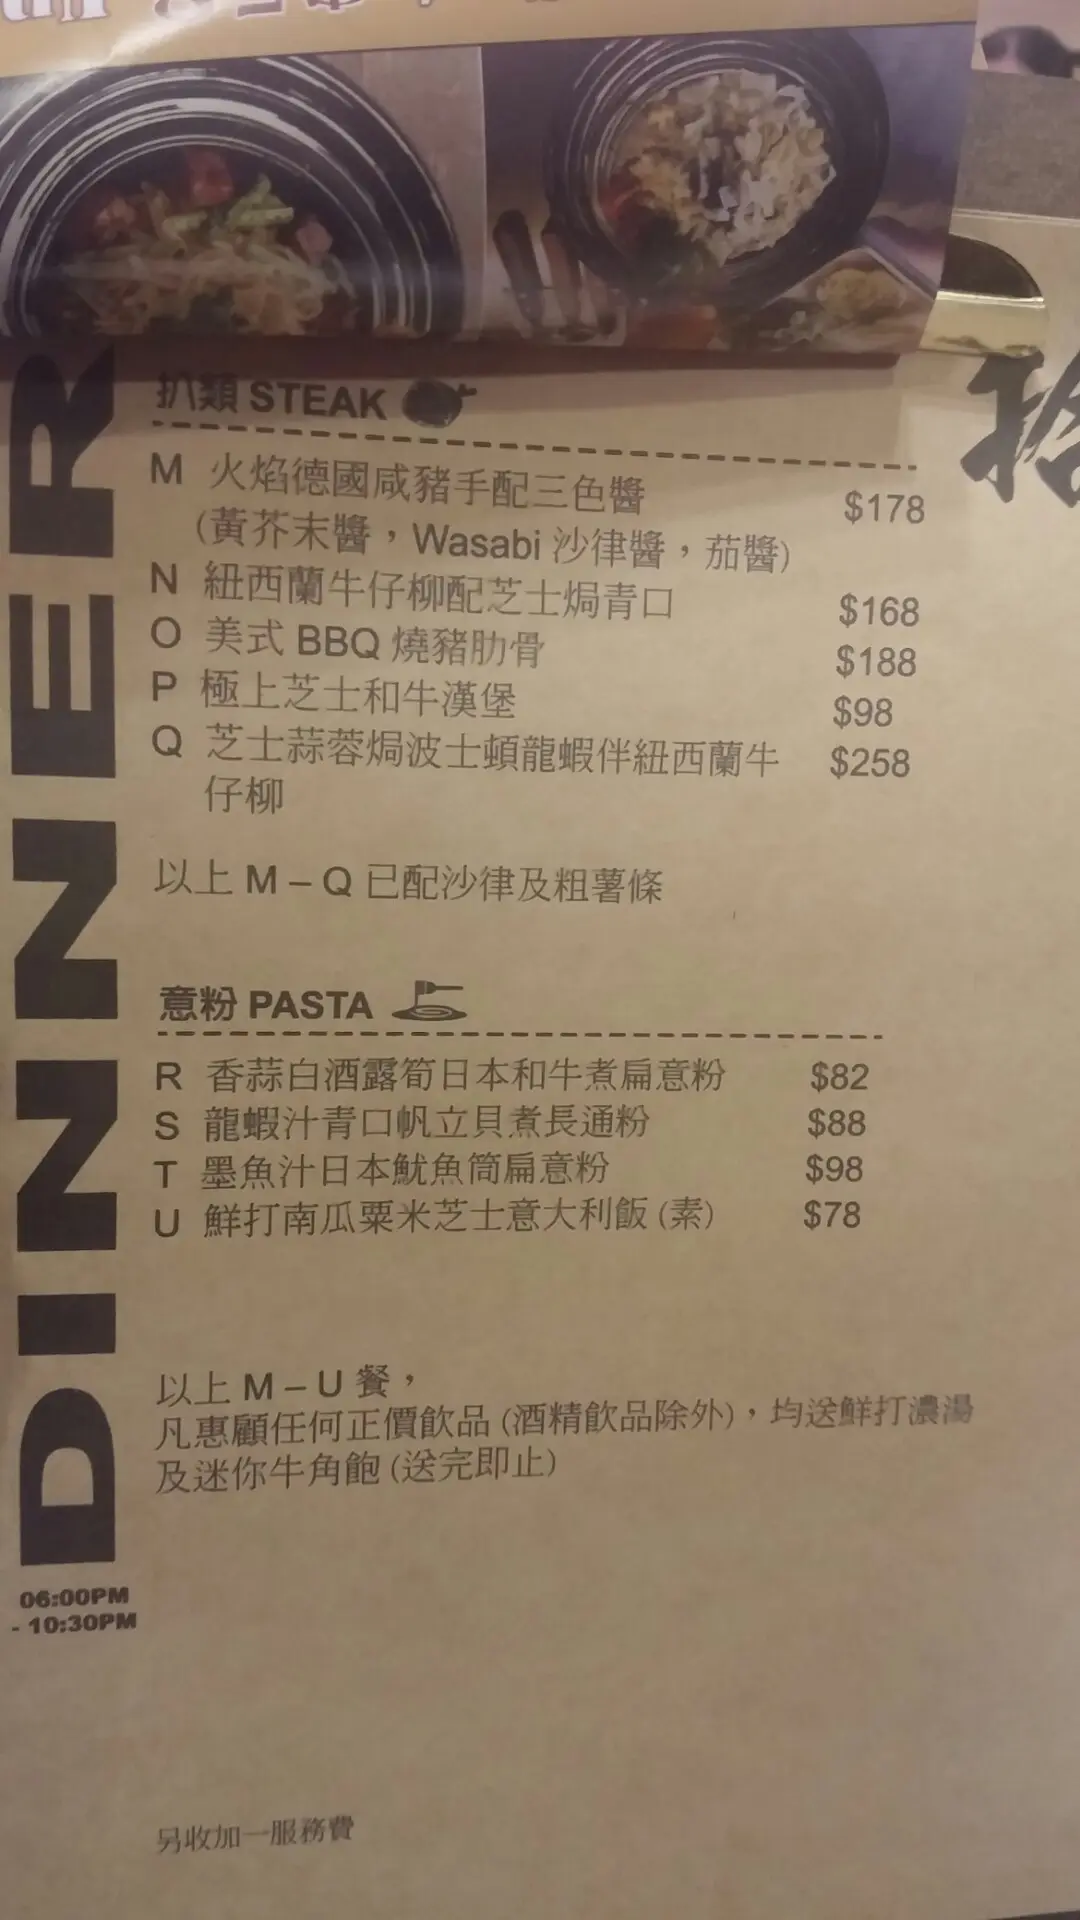 扒類 STEAK
M 火焰德國咸豬手配三色醬 $178
(黃芥末醬，Wasabi 沙律醬，茄醬)
N 紐西蘭牛仔柳配芝士焗青口 $168
O 美式 BBQ 燒豬肋骨 $188
P 極上芝士和牛漢堡 $98
Q 芝士蒜蓉焗波士頓龍蝦伴紐西蘭牛 $258
仔柳
以上 M – Q 已配沙律及粗薯條
意粉 PASTA
R 香蒜白酒露筍日本和牛煮扁意粉 $82
S 龍蝦汁青口帆立貝煮長通粉 $88
T 墨魚汁日本魷魚筒扁意粉 $98
U 鮮打南瓜粟米芝士意大利飯 (素) $78
以上 M – U 餐，
凡惠顧任何正價飲品 (酒精飲品除外)，均送鮮打濃湯
及迷你牛角飽 (送完即止)
DINNER
06:00PM
- 10:30PM
另收加一服務費